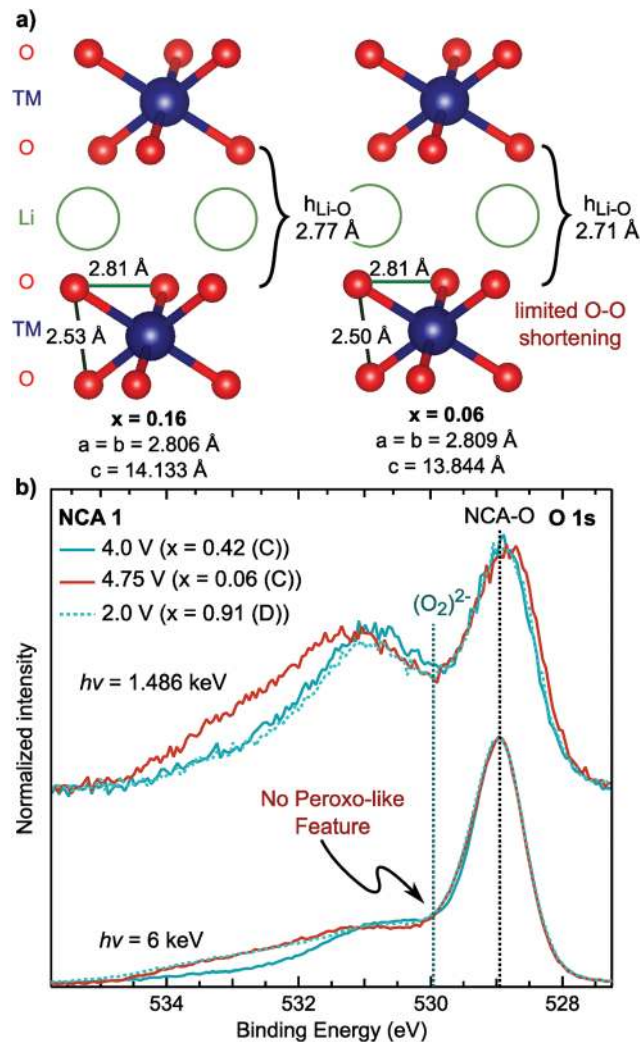 a)
O
TM
O
Li
O
TM
O
h Li-O
2.77 Å
h Li-O
2.71 Å
2.81 Å
2.81 Å
2.53 Å
2.50 Å
limited O-O
shortening
x = 0.16
a = b = 2.806 Å
c = 14.133 Å
x = 0.06
a = b = 2.809 Å
c = 13.844 Å
b)
NCA 1
NCA-O
O 1s
4.0 V (x = 0.42 (C))
4.75 V (x = 0.06 (C))
2.0 V (x = 0.91 (D))
(O₂)²⁻
hν = 1.486 keV
No Peroxo-like
Feature
hν = 6 keV
Normalized intensity
534
532
530
528
Binding Energy (eV)